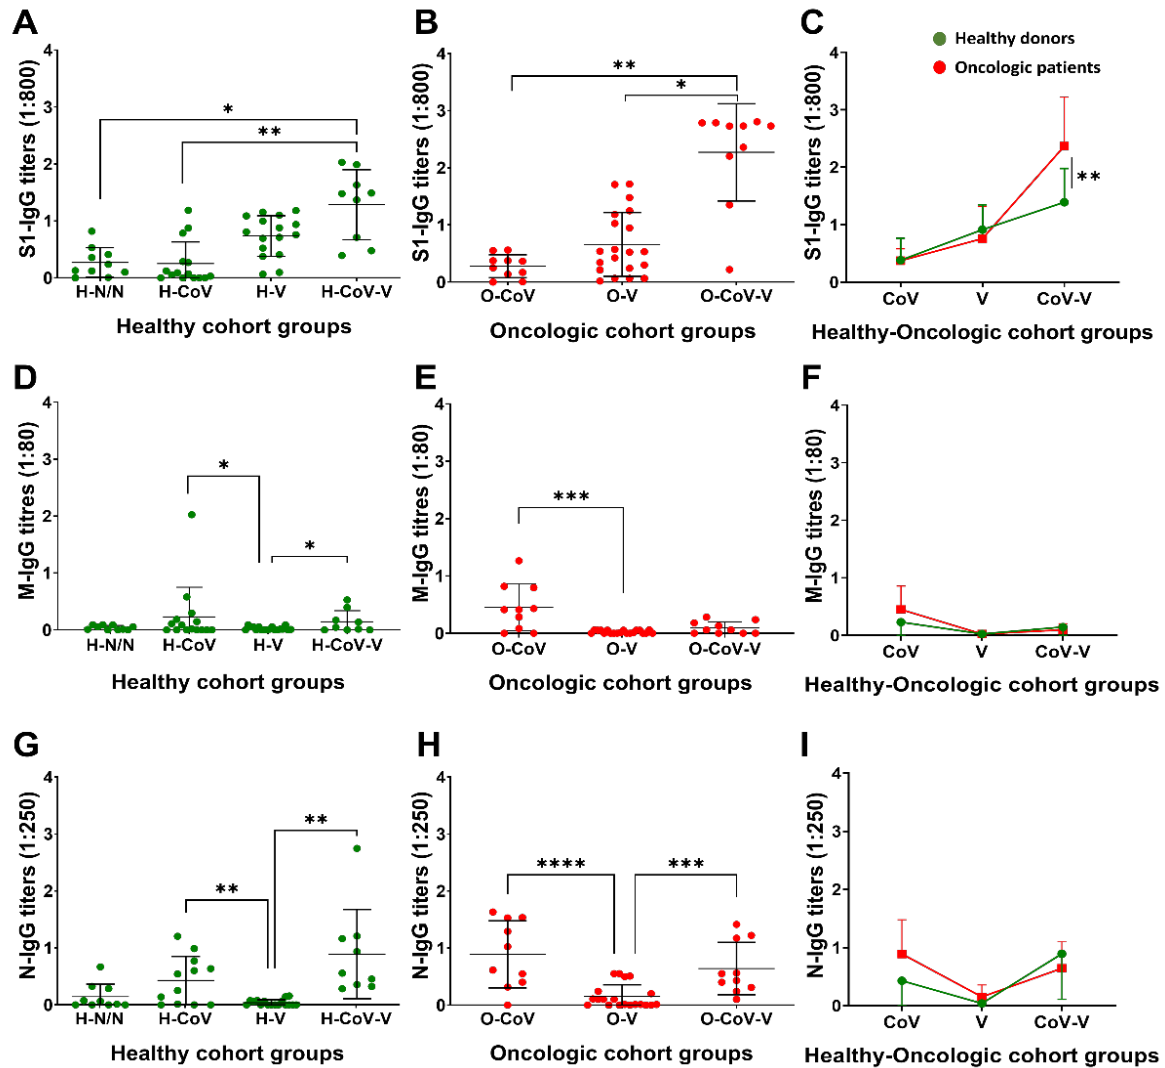 A
S1-IgG titers (1:800)
4
3
2
1
0
*
**
H-N/N H-CoV H-V H-CoV-V
Healthy cohort groups
B
S1-IgG titers (1:800)
4
3
2
1
0
**
*
O-CoV O-V O-CoV-V
Oncologic cohort groups
C
Healthy donors
Oncologic patients
S1-IgG titers (1:800)
4
3
2
1
0
**
CoV V CoV-V
Healthy-Oncologic cohort groups
D
M-IgG titres (1:80)
4
3
2
1
0
*
*
H-N/N H-CoV H-V H-CoV-V
Healthy cohort groups
E
M-IgG titres (1:80)
4
3
2
1
0
***
O-CoV O-V O-CoV-V
Oncologic cohort groups
F
M-IgG titres (1:80)
4
3
2
1
0
CoV V CoV-V
Healthy-Oncologic cohort groups
G
N-IgG titers (1:250)
4
3
2
1
0
**
**
H-N/N H-CoV H-V H-CoV-V
Healthy cohort groups
H
N-IgG titers (1:250)
4
3
2
1
0
****
***
O-CoV O-V O-CoV-V
Oncologic cohort groups
I
N-IgG titers (1:250)
4
3
2
1
0
CoV V CoV-V
Healthy-Oncologic cohort groups